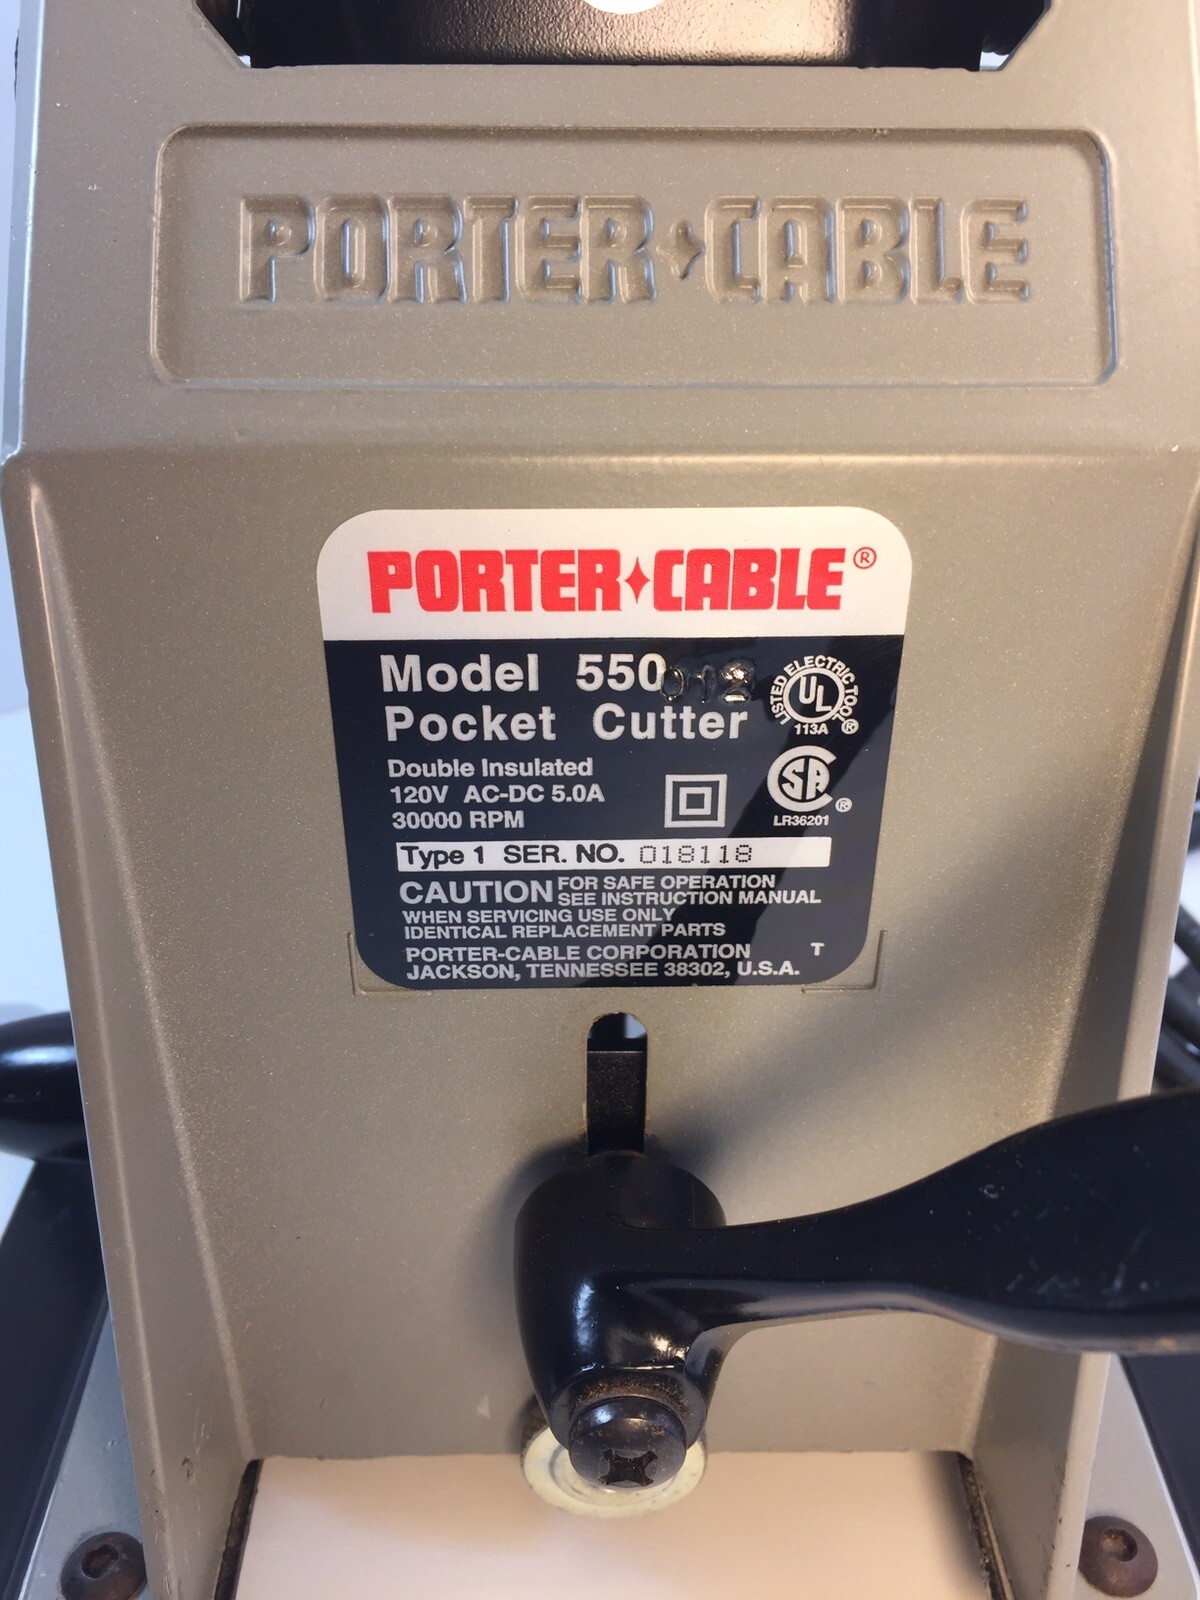 PORTER CABLE
PORTER CABLE®
Model 550
Pocket Cutter
LISTED ELECTRIC TOOL
UL ®
113A
Double Insulated
120V AC-DC 5.0A
30000 RPM
SA ®
LR36201
Type 1 SER. NO. 018118
CAUTION FOR SAFE OPERATION
SEE INSTRUCTION MANUAL
WHEN SERVICING USE ONLY
IDENTICAL REPLACEMENT PARTS
PORTER-CABLE CORPORATION T
JACKSON, TENNESSEE 38302, U.S.A.